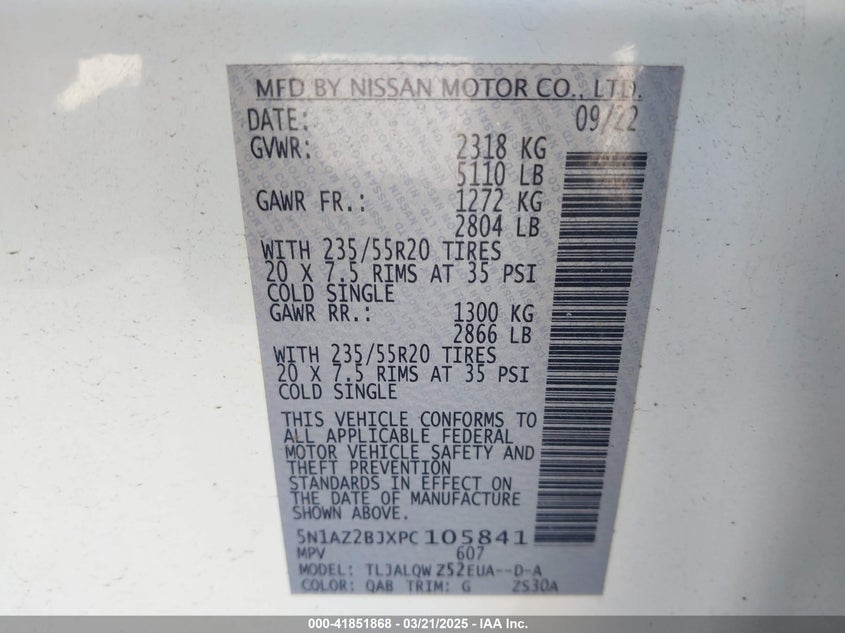 MFD BY NISSAN MOTOR CO., LTD.
DATE: 09/22
GVWR: 2318 KG
5110 LB
GAWR FR.: 1272 KG
2804 LB
WITH 235/55R20 TIRES
20 X 7.5 RIMS AT 35 PSI
COLD SINGLE
GAWR RR.: 1300 KG
2866 LB
WITH 235/55R20 TIRES
20 X 7.5 RIMS AT 35 PSI
COLD SINGLE
THIS VEHICLE CONFORMS TO
ALL APPLICABLE FEDERAL
MOTOR VEHICLE SAFETY AND
THEFT PREVENTION
STANDARDS IN EFFECT ON
THE DATE OF MANUFACTURE
SHOWN ABOVE.
5N1AZ2BJXPC105841
MPV 607
MODEL: TLJALQW Z52EUA--D-A
COLOR: QAB TRIM: G ZS30A
000-41851868 - 03/21/2025 - IAA Inc.